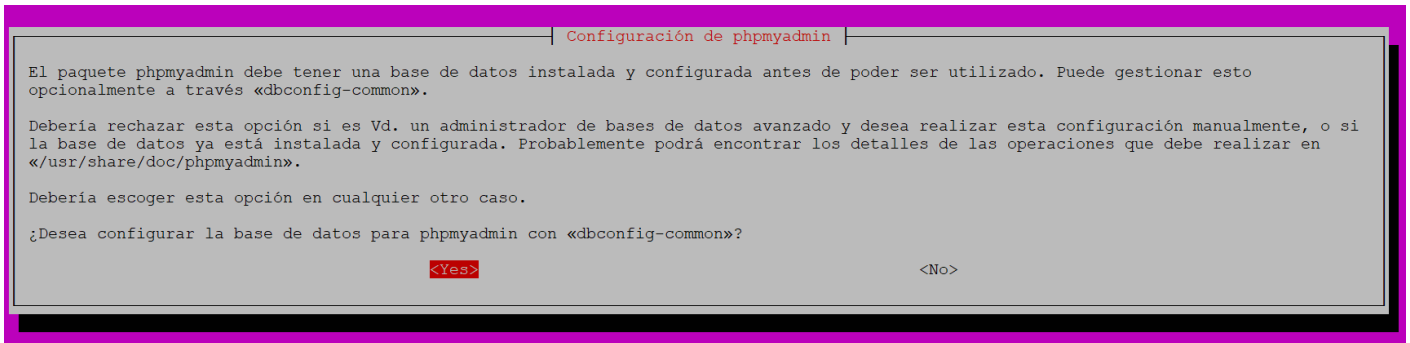 Configuración de phpmyadmin
El paquete phpmyadmin debe tener una base de datos instalada y configurada antes de poder ser utilizado. Puede gestionar esto
opcionalmente a través «dbconfig-common».
Debería rechazar esta opción si es Vd. un administrador de bases de datos avanzado y desea realizar esta configuración manualmente, o si
la base de datos ya está instalada y configurada. Probablemente podrá encontrar los detalles de las operaciones que debe realizar en
«/usr/share/doc/phpmyadmin».
Debería escoger esta opción en cualquier otro caso.
¿Desea configurar la base de datos para phpmyadmin con «dbconfig-common»?
<Yes> <No>